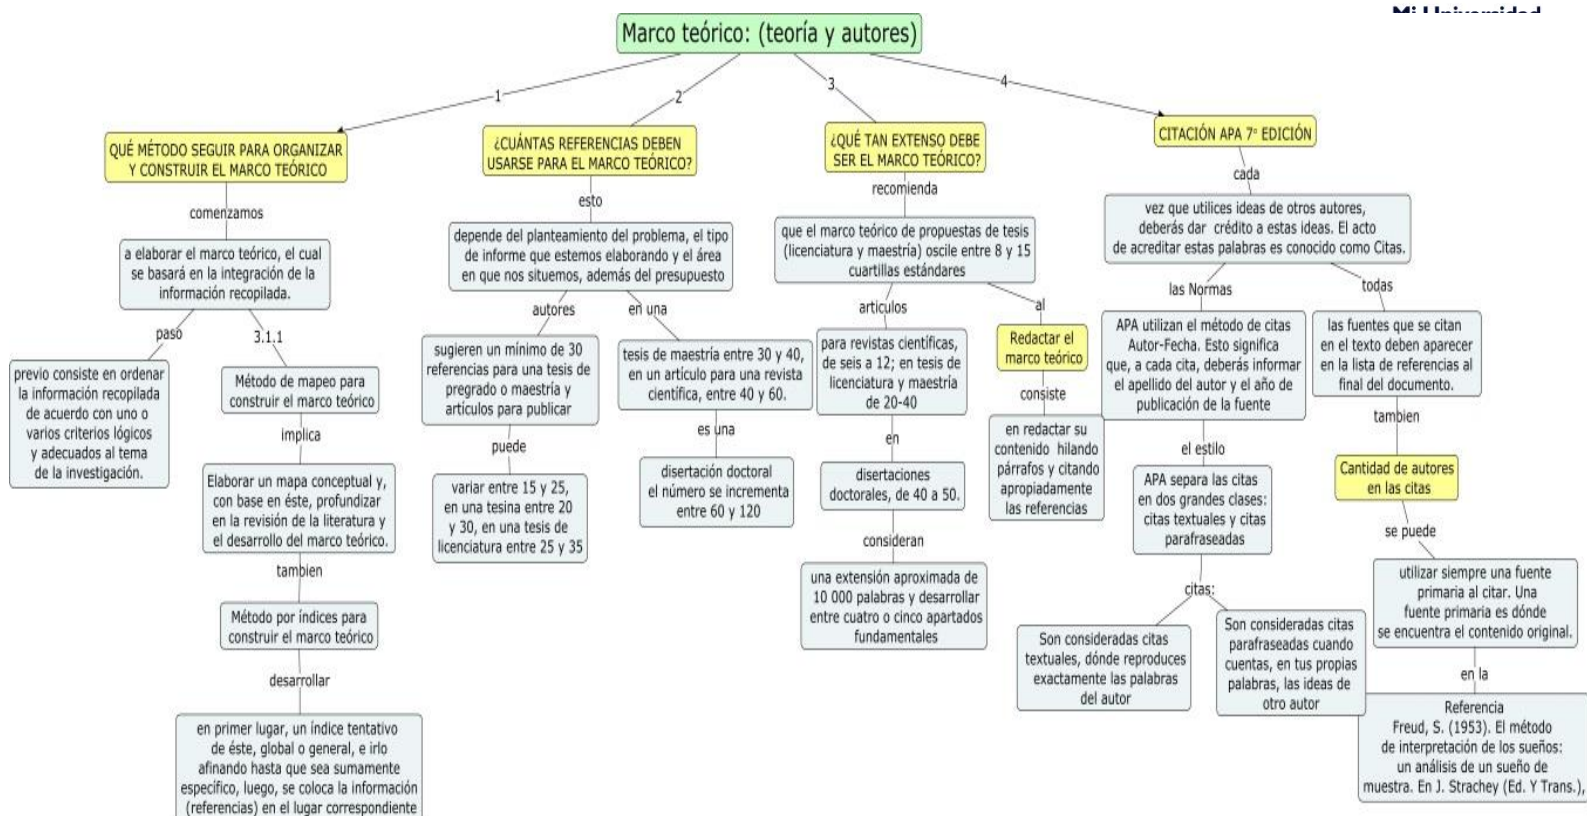 Mi Universidad
Marco teórico: (teoría y autores)
1
2
3
4
QUÉ MÉTODO SEGUIR PARA ORGANIZAR
Y CONSTRUIR EL MARCO TEÓRICO
comenzamos
a elaborar el marco teórico, el cual
se basará en la integración de la
información recopilada.
paso
previo consiste en ordenar
la información recopilada
de acuerdo con uno o
varios criterios lógicos
y adecuados al tema
de la investigación.
3.1.1
Método de mapeo para
construir el marco teórico
implica
Elaborar un mapa conceptual y,
con base en éste, profundizar
en la revisión de la literatura y
el desarrollo del marco teórico.
tambien
Método por índices para
construir el marco teórico
desarrollar
en primer lugar, un índice tentativo
de éste, global o general, e irlo
afinando hasta que sea sumamente
específico, luego, se coloca la información
(referencias) en el lugar correspondiente
¿CUÁNTAS REFERENCIAS DEBEN
USARSE PARA EL MARCO TEÓRICO?
esto
depende del planteamiento del problema, el tipo
de informe que estemos elaborando y el área
en que nos situemos, además del presupuesto
autores
sugieren un mínimo de 30
referencias para una tesis de
pregrado o maestría y
artículos para publicar
puede
variar entre 15 y 25,
en una tesina entre 20
y 30, en una tesis de
licenciatura entre 25 y 35
en una
tesis de maestría entre 30 y 40,
en un artículo para una revista
científica, entre 40 y 60.
es una
disertación doctoral
el número se incrementa
entre 60 y 120
¿QUÉ TAN EXTENSO DEBE
SER EL MARCO TEÓRICO?
recomienda
que el marco teórico de propuestas de tesis
(licenciatura y maestría) oscile entre 8 y 15
cuartillas estándares
articulos
para revistas científicas,
de seis a 12; en tesis de
licenciatura y maestría
de 20-40
en
disertaciones
doctorales, de 40 a 50.
consideran
una extensión aproximada de
10 000 palabras y desarrollar
entre cuatro o cinco apartados
fundamentales
al
Redactar el
marco teórico
consiste
en redactar su
contenido hilando
párrafos y citando
apropiadamente
las referencias
CITACIÓN APA 7ª EDICIÓN
cada
vez que utilices ideas de otros autores,
deberás dar crédito a estas ideas. El acto
de acreditar estas palabras es conocido como Citas.
las Normas
APA utilizan el método de citas
Autor-Fecha. Esto significa
que, a cada cita, deberás informar
el apellido del autor y el año de
publicación de la fuente
el estilo
APA separa las citas
en dos grandes clases:
citas textuales y citas
parafraseadas
citas:
Son consideradas citas
textuales, dónde reproduces
exactamente las palabras
del autor
Son consideradas citas
parafraseadas cuando
cuentas, en tus propias
palabras, las ideas de
otro autor
todas
las fuentes que se citan
en el texto deben aparecer
en la lista de referencias al
final del documento.
tambien
Cantidad de autores
en las citas
se puede
utilizar siempre una fuente
primaria al citar. Una
fuente primaria es dónde
se encuentra el contenido original.
en la
Referencia
Freud, S. (1953). El método
de interpretación de los sueños:
un análisis de un sueño de
muestra. En J. Strachey (Ed. Y Trans.),